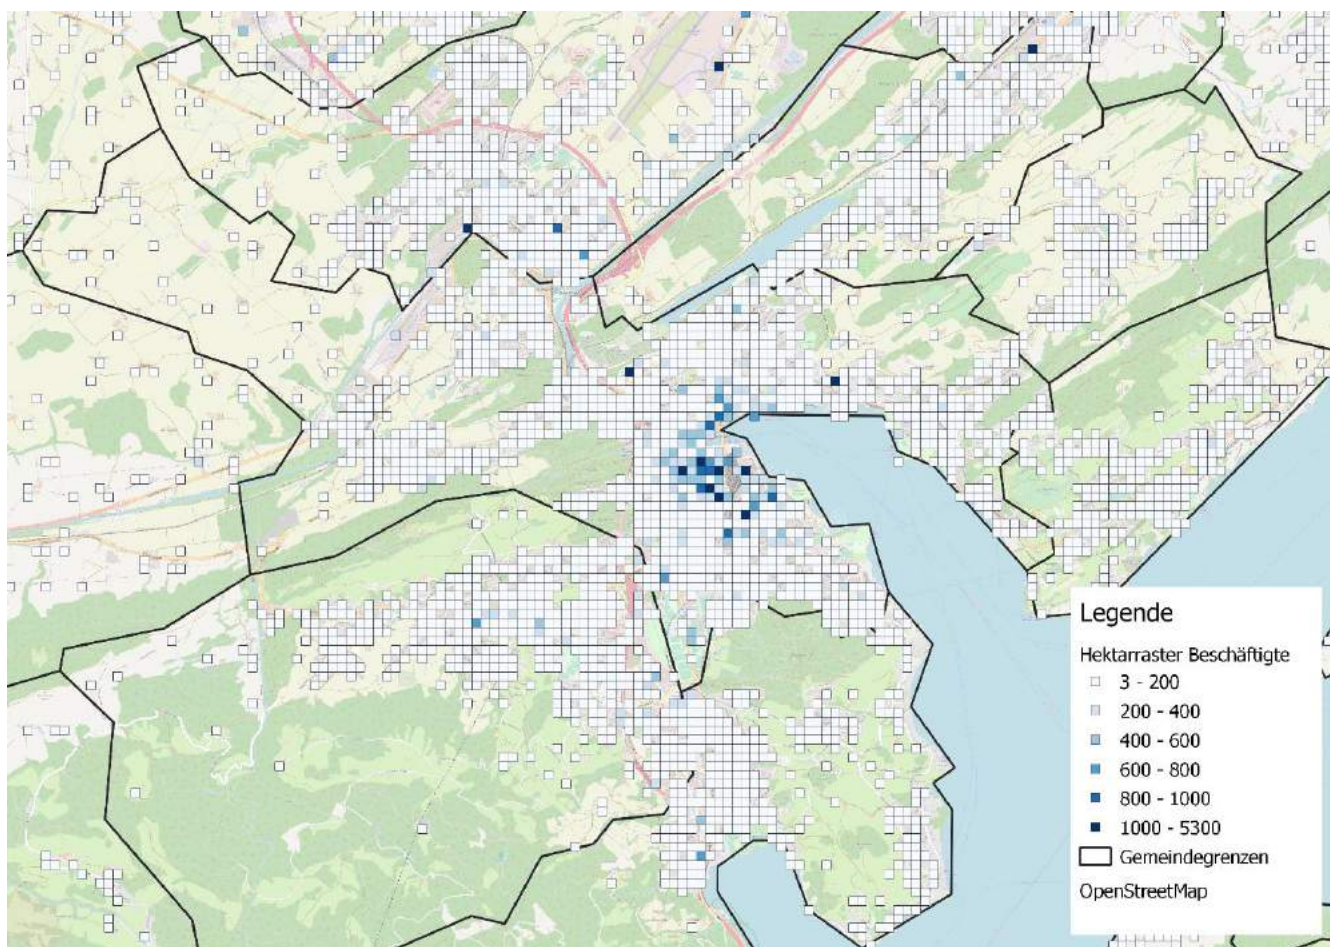 Legende
Hektarraster Beschäftigte
3 - 200
200 - 400
400 - 600
600 - 800
800 - 1000
1000 - 5300
Gemeindegrenzen
OpenStreetMap